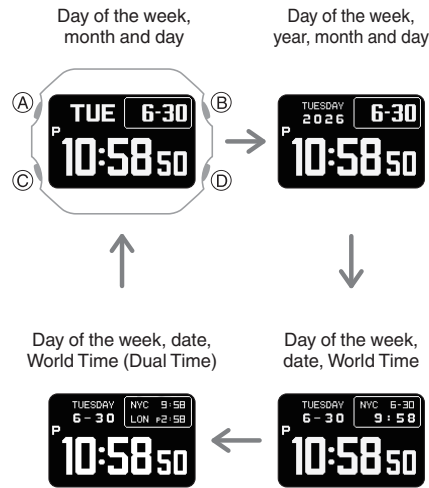 Day of the week,
month and day
Day of the week,
year, month and day
A
B
C
D
TUE 6-30
P
10:58 50
TUESDAY
2026
6-30
P
10:58 50
Day of the week, date,
World Time (Dual Time)
Day of the week,
date, World Time
TUESDAY NYC 9:58
6-30 LON P2:58
P
10:58 50
TUESDAY NYC 6-30
6-30 9:58
P
10:58 50